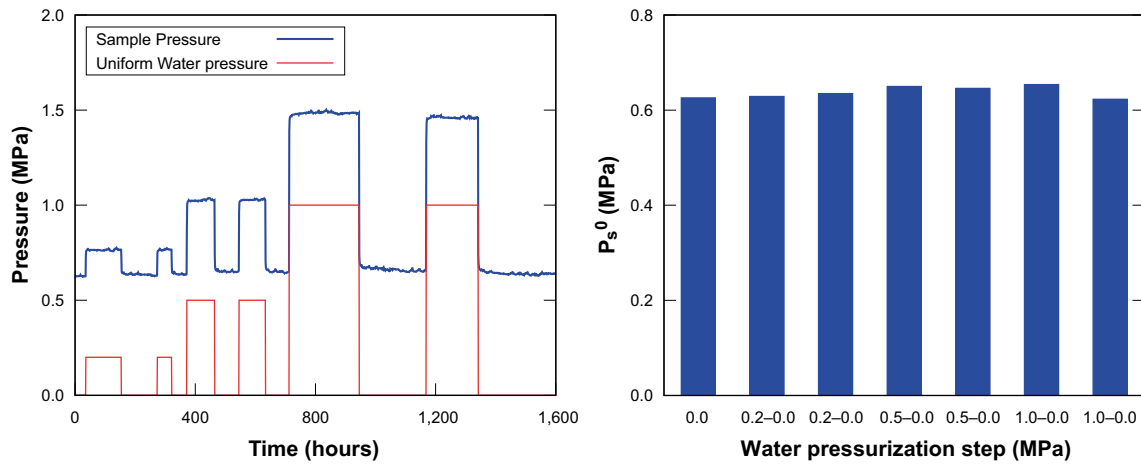 2.0
1.5
1.0
0.5
0.0
Pressure (MPa)
Sample Pressure
Uniform Water pressure
0 400 800 1,200 1,600
Time (hours)
0.8
0.6
0.4
0.2
0.0
Ps⁰ (MPa)
0.0 0.2–0.0 0.2–0.0 0.5–0.0 0.5–0.0 1.0–0.0 1.0–0.0
Water pressurization step (MPa)